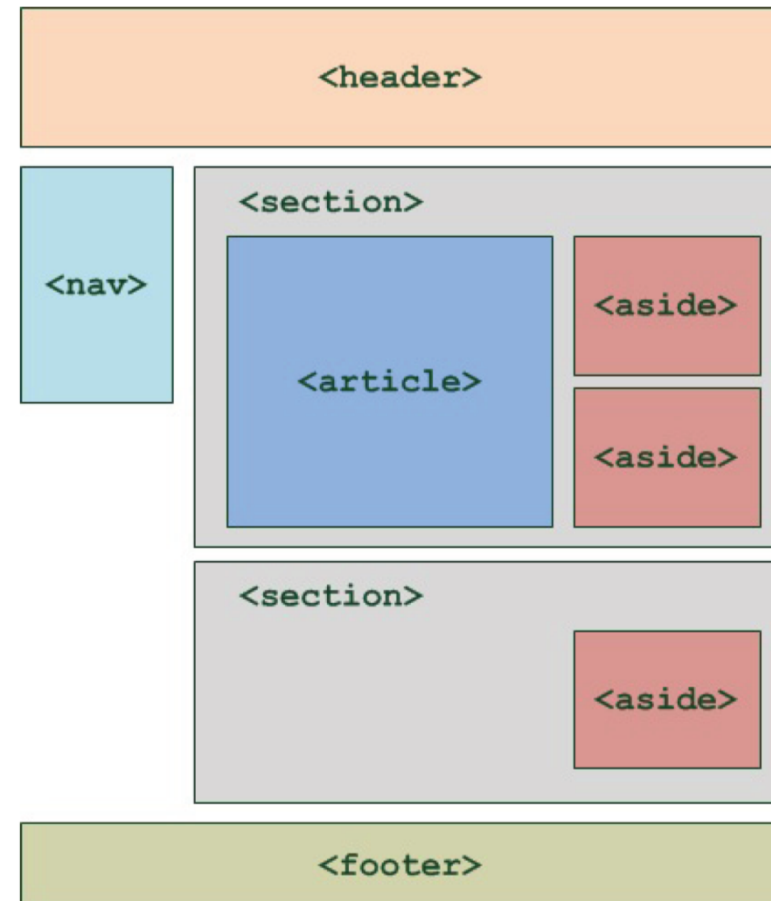 <header>
<nav>
<section>
<article>
<aside>
<aside>
<section>
<aside>
<footer>